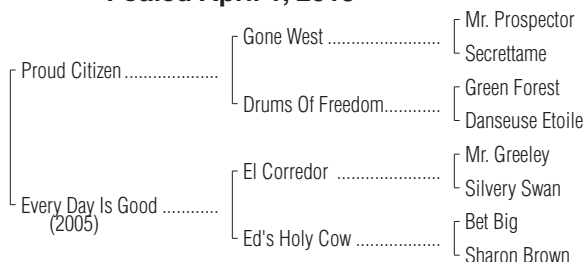 Foaled April 1,
Mr. Prospector
Gone West ........................
Secrettame
Proud Citizen ....................
Green Forest
Drums Of Freedom............
Danseuse Etoile
Mr. Greeley
El Corredor ......................
Silvery Swan
Every Day Is Good ............
(2005)
Bet Big
Ed's Holy Cow ..................
Sharon Brown